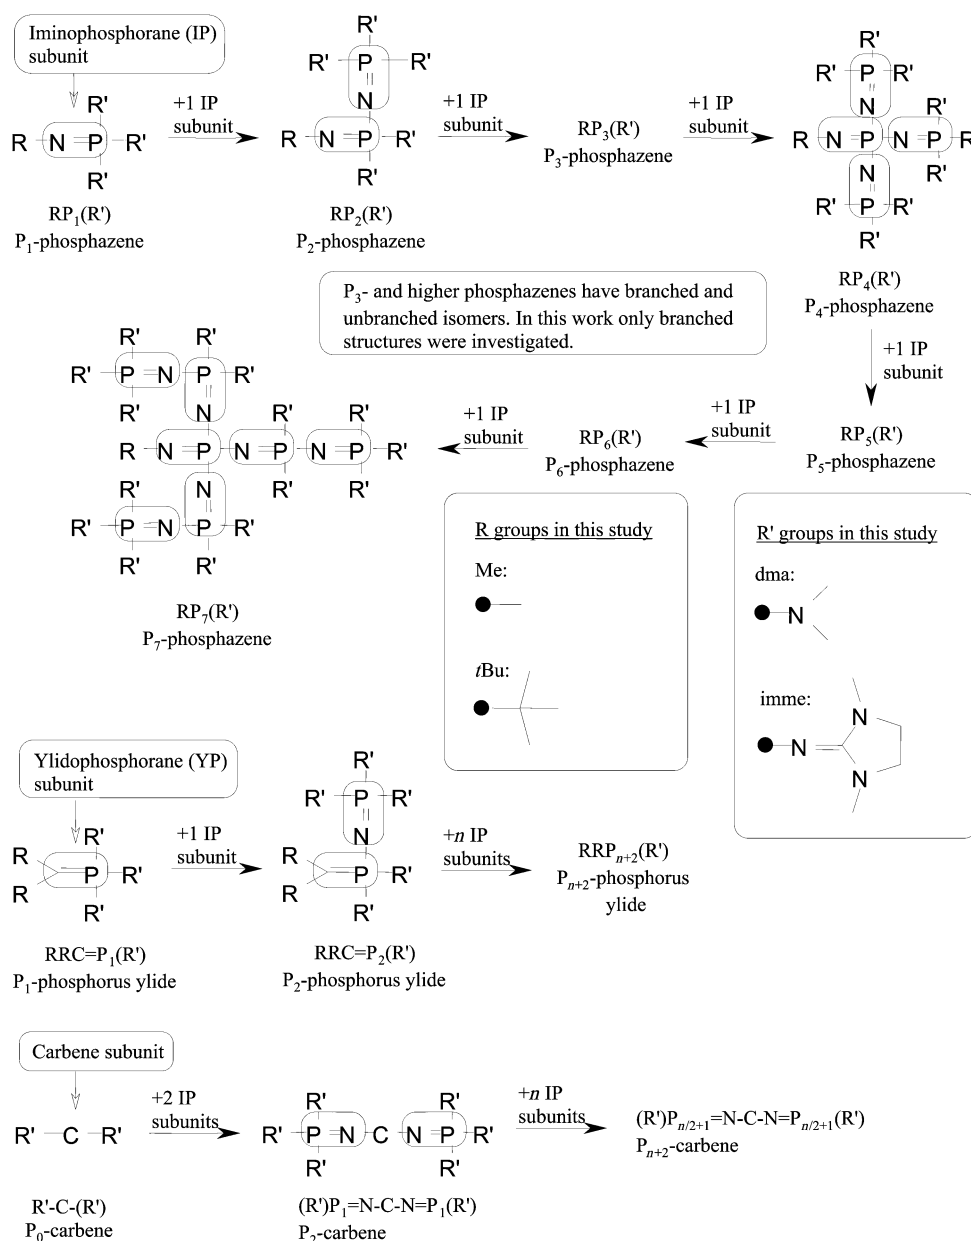 Iminophosphorane (IP)
subunit
R N P R'
R'
R'
RP1(R')
P1-phosphazene
+1 IP
subunit
R'
R' P R'
N
R N P R'
R'
RP2(R')
P2-phosphazene
+1 IP
subunit
RP3(R')
P3-phosphazene
+1 IP
subunit
R'
R' P R'
N R'
R N P N P R
N R'
R' P R'
R'
RP4(R')
P4-phosphazene
P3- and higher phosphazenes have branched and
unbranched isomers. In this work only branched
structures were investigated.
+1 IP
subunit
RP5(R')
P5-phosphazene
+1 IP
subunit
RP6(R')
P6-phosphazene
+1 IP
subunit
R' R'
R' P N P R'
R' N R' R'
R N P N P N P R'
R' N R' R'
R' P N P R'
R' R'
RP7(R')
P7-phosphazene
R groups in this study
Me:
tBu:
R' groups in this study
dma:
N
imme:
N
N
N
Ylidophosphorane (YP)
subunit
R'
R
P R'
R
R'
RRC=P1(R')
P1-phosphorus ylide
+1 IP
subunit
R'
R' P R'
N
R
P R'
R
R'
RRC=P2(R')
P2-phosphorus ylide
+n IP
subunits
RRPn+2(R')
Pn+2-phosphorus
ylide
Carbene subunit
R' C R'
R'-C-(R')
P0-carbene
+2 IP
subunits
R' R'
R' P N C N P R'
R' R'
(R')P1=N-C-N=P1(R')
P2-carbene
+n IP
subunits
(R')Pn/2+1=N-C-N=Pn/2+1(R')
Pn+2-carbene